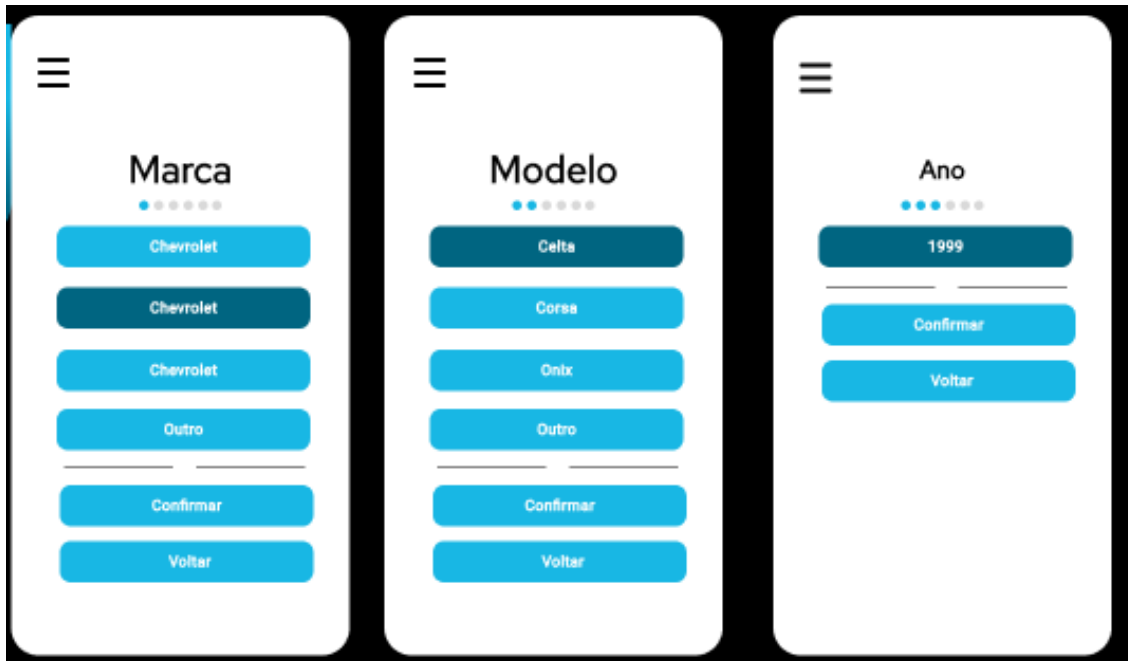 Marca
Chevrolet
Chevrolet
Chevrolet
Outro
Confirmar
Voltar
Modelo
Celta
Corsa
Onix
Outro
Confirmar
Voltar
Ano
1999
Confirmar
Voltar